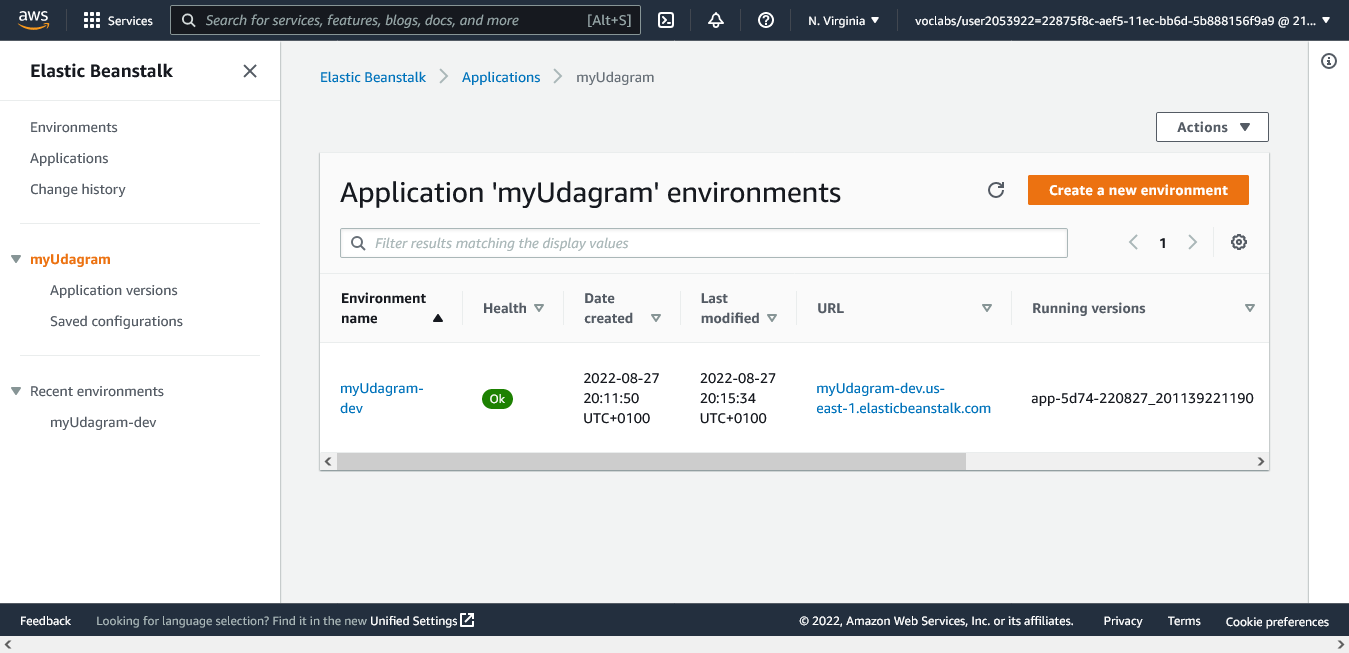 aws
Services
Search for services, features, blogs, docs, and more
[Alt+S]
N. Virginia
voclabs/user2053922=22875f8c-aef5-11ec-bb6d-5b888156f9a9 @ 21...
Elastic Beanstalk
Environments
Applications
Change history
myUdagram
Application versions
Saved configurations
Recent environments
myUdagram-dev
Elastic Beanstalk
Applications
myUdagram
Actions
Application 'myUdagram' environments
Create a new environment
Filter results matching the display values
1
Environment
name
Health
Date
created
Last
modified
URL
Running versions
myUdagram-
dev
Ok
2022-08-27
20:11:50
UTC+0100
2022-08-27
20:15:34
UTC+0100
myUdagram-dev.us-
east-1.elasticbeanstalk.com
app-5d74-220827_201139221190
Feedback
Looking for language selection? Find it in the new Unified Settings
© 2022, Amazon Web Services, Inc. or its affiliates.
Privacy
Terms
Cookie preferences